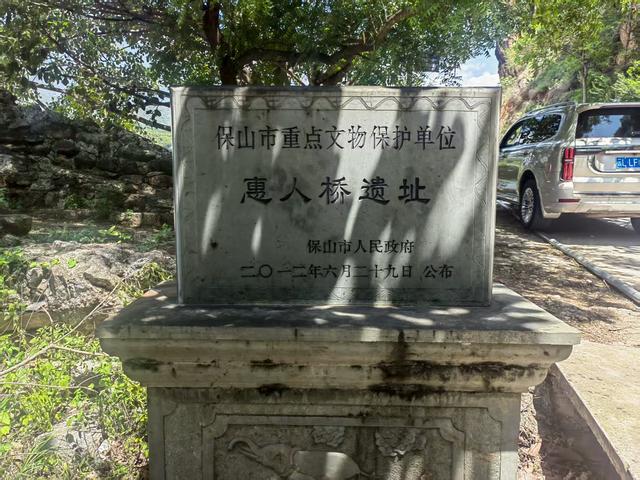 保山市重点文物保护单位
惠人桥遗址
保山市人民政府
二〇一二年六月二十九日 公布